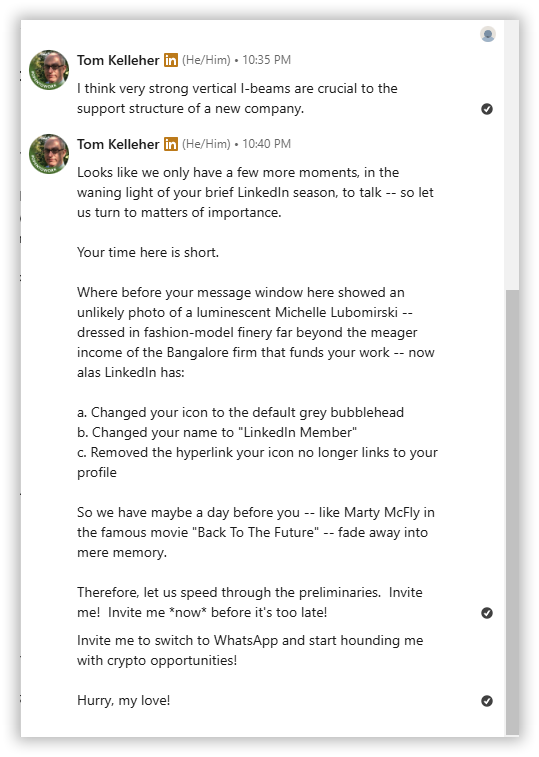 Tom Kelleher in (He/Him) • 10:35 PM
I think very strong vertical I-beams are crucial to the
support structure of a new company.
Tom Kelleher in (He/Him) • 10:40 PM
Looks like we only have a few more moments, in the
waning light of your brief LinkedIn season, to talk -- so let
us turn to matters of importance.
Your time here is short.
Where before your message window here showed an
unlikely photo of a luminescent Michelle Lubomirski --
dressed in fashion-model finery far beyond the meager
income of the Bangalore firm that funds your work -- now
alas LinkedIn has:
a. Changed your icon to the default grey bubblehead
b. Changed your name to "LinkedIn Member"
c. Removed the hyperlink your icon no longer links to your
profile
So we have maybe a day before you -- like Marty McFly in
the famous movie "Back To The Future" -- fade away into
mere memory.
Therefore, let us speed through the preliminaries.  Invite
me!  Invite me *now* before it's too late!
Invite me to switch to WhatsApp and start hounding me
with crypto opportunities!
Hurry, my love!